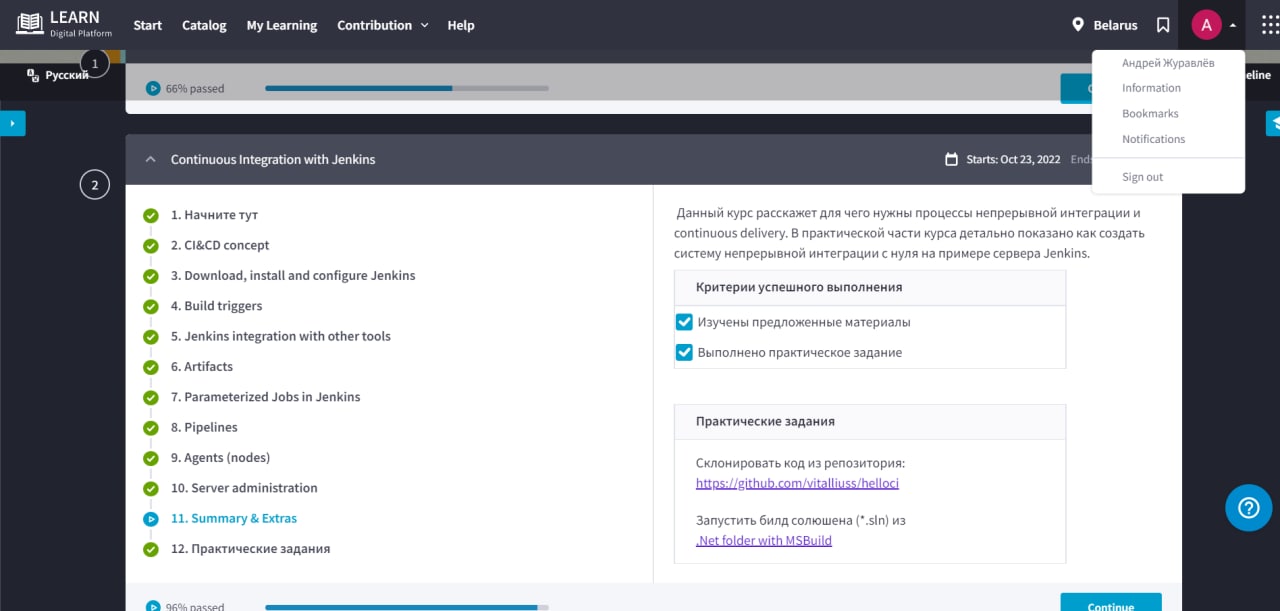 LEARN
Digital Platform
Start
Catalog
My Learning
Contribution
Help
Belarus
A
1
Русский
66% passed
Андрей Журавлёв
Information
Bookmarks
Notifications
Sign out
2
Continuous Integration with Jenkins
Starts: Oct 23, 2022
Ends
1. Начните тут
2. CI&CD concept
3. Download, install and configure Jenkins
4. Build triggers
5. Jenkins integration with other tools
6. Artifacts
7. Parameterized Jobs in Jenkins
8. Pipelines
9. Agents (nodes)
10. Server administration
11. Summary & Extras
12. Практические задания
Данный курс расскажет для чего нужны процессы непрерывной интеграции и
continuous delivery. В практической части курса детально показано как создать
систему непрерывной интеграции с нуля на примере сервера Jenkins.
Критерии успешного выполнения
Изучены предложенные материалы
Выполнено практическое задание
Практические задания
Склонировать код из репозитория:
https://github.com/vitalliuss/helloci
Запустить билд солюшена (*.sln) из
.Net folder with MSBuild
96% passed
Continue